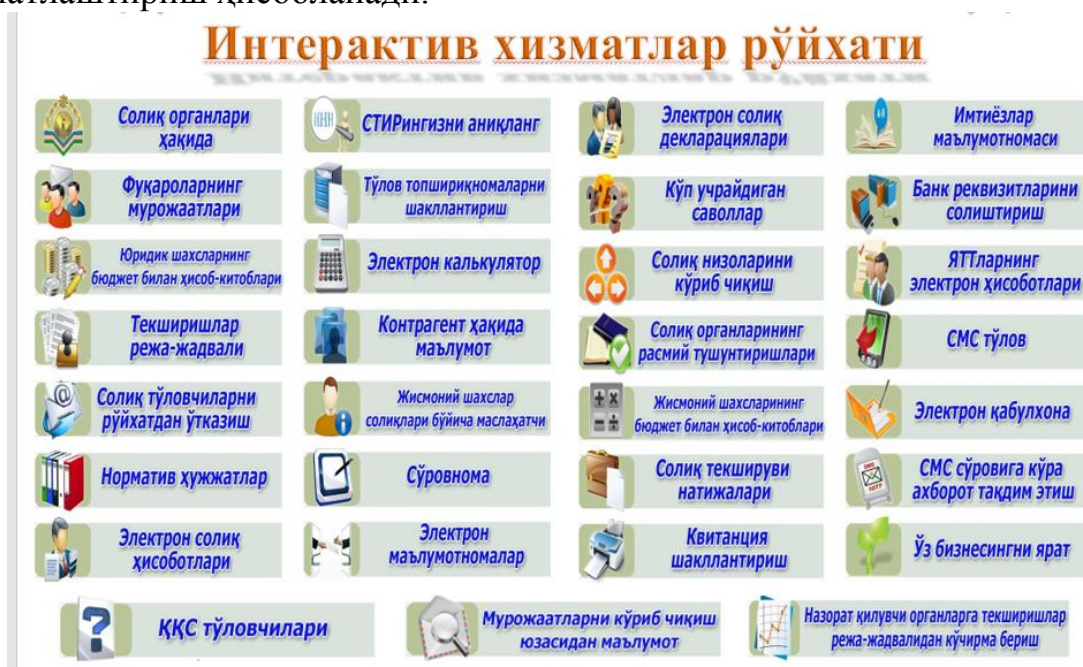 ҳисобланади.
Интерактив хизматлар рўйхати
Солиқ органлари
ҳақида
ИНН
СТИРингизни аниқланг
Электрон солиқ
декларациялари
Имтиёзлар
маълумотномаси
Фуқароларнинг
мурожаатлари
Тўлов топшириқномаларни
шакллантириш
Кўп учрайдиган
саволлар
Банк реквизитларини
солиштириш
Юридик шахсларнинг
бюджет билан ҳисоб-китоблари
Электрон калькулятор
Солиқ низоларини
кўриб чиқиш
ЯТТларнинг
электрон ҳисоботлари
Текширишлар
режа-жадвали
Контрагент ҳақида
маълумот
Солиқ органларининг
расмий тушунтиришлари
СМС тўлов
Солиқ тўловчиларни
рўйхатдан ўтказиш
Жисмоний шахслар
солиқлари бўйича маслаҳатчи
Жисмоний шахсларининг
бюджет билан ҳисоб-китоблари
Электрон қабулхона
Норматив ҳужжатлар
Сўровнома
Солиқ текшируви
натижалари
СМС сўровига кўра
ахборот тақдим этиш
Электрон солиқ
ҳисоботлари
Электрон
маълумотномалар
Квитанция
шакллантириш
Ўз бизнесингни ярат
ҚҚС тўловчилари
Мурожаатларни кўриб чиқиш
юзасидан маълумот
Назорат қилувчи органларга текширишлар
режа-жадвалидан кўчирма бериш